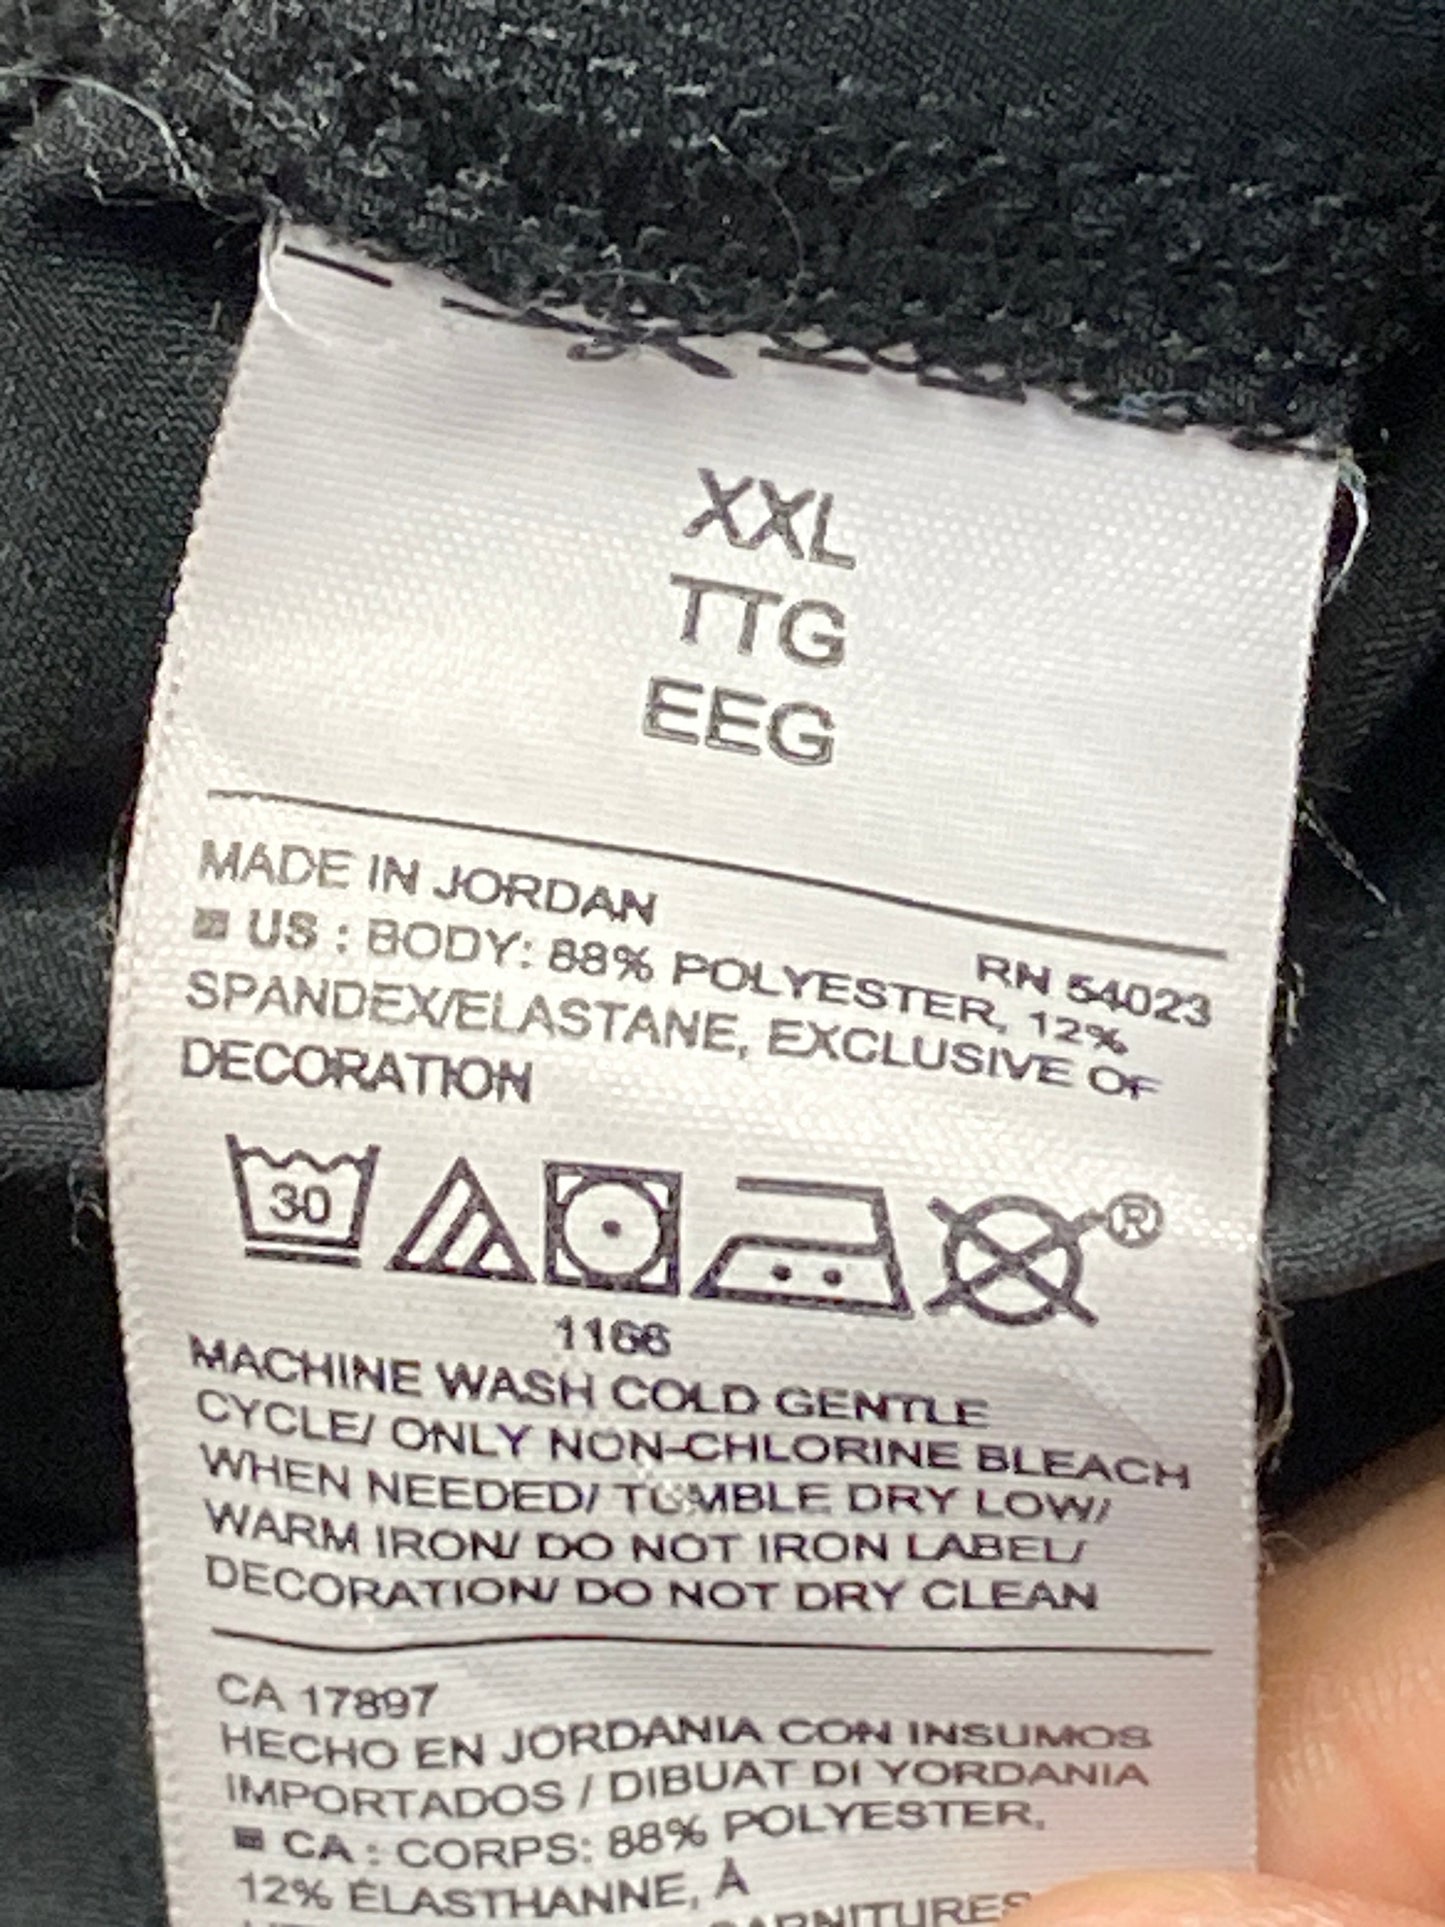 XXL
TTG
EEG
MADE IN JORDAN
RN 54023
US : BODY: 88% POLYESTER, 12%
SPANDEX/ELASTANE, EXCLUSIVE OF
DECORATION
30
®
1166
MACHINE WASH COLD GENTLE
CYCLE/ ONLY NON-CHLORINE BLEACH
WHEN NEEDED/ TUMBLE DRY LOW/
WARM IRON/ DO NOT IRON LABEL/
DECORATION/ DO NOT DRY CLEAN
CA 17897
HECHO EN JORDANIA CON INSUMOS
IMPORTADOS / DIBUAT DI YORDANIA
CA : CORPS: 88% POLYESTER,
12% ÉLASTHANNE, À